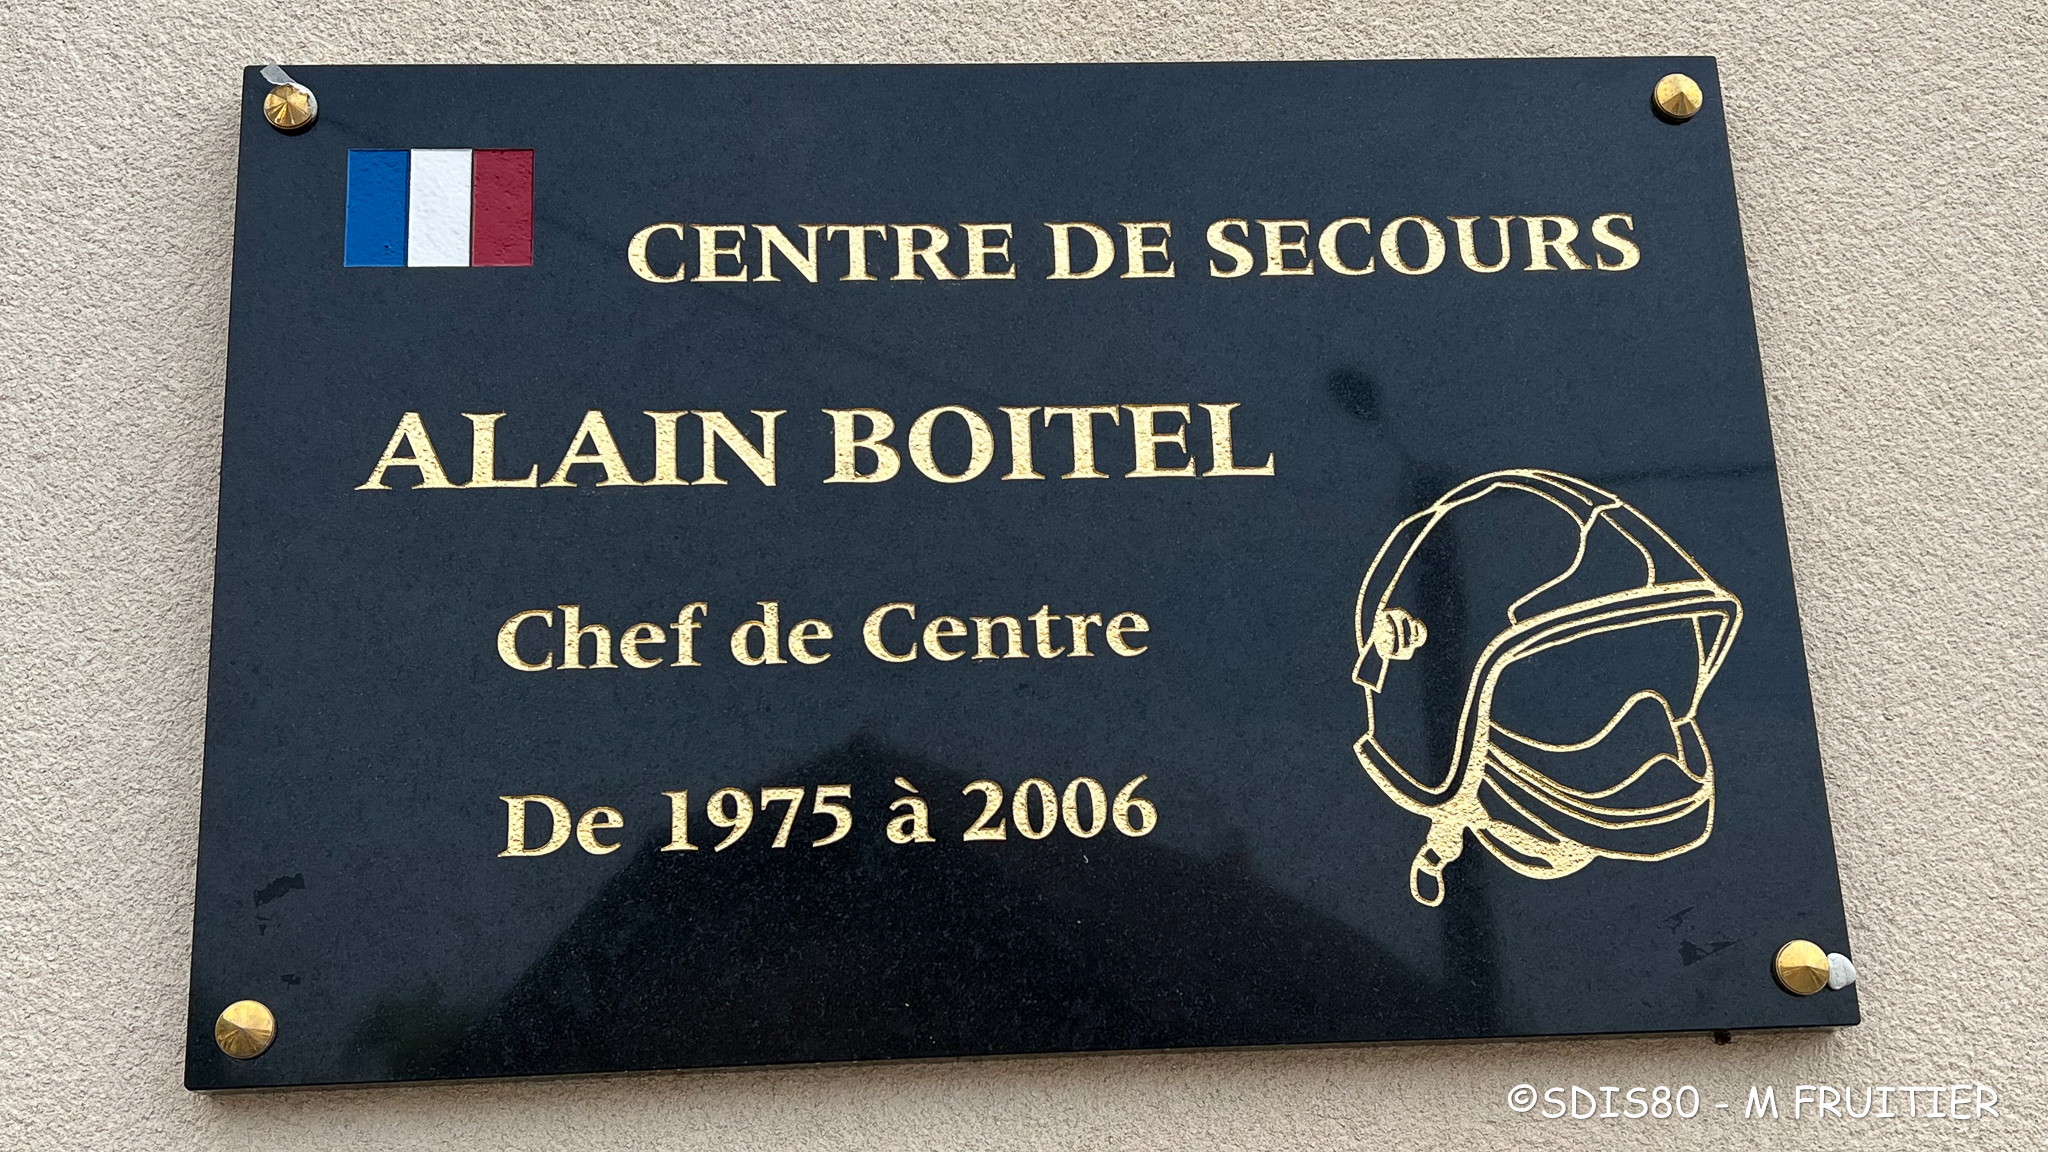 CENTRE DE SECOURS
ALAIN BOITEL
Chef de Centre
De 1975 à 2006
©SDIS80 - M FRUITIER